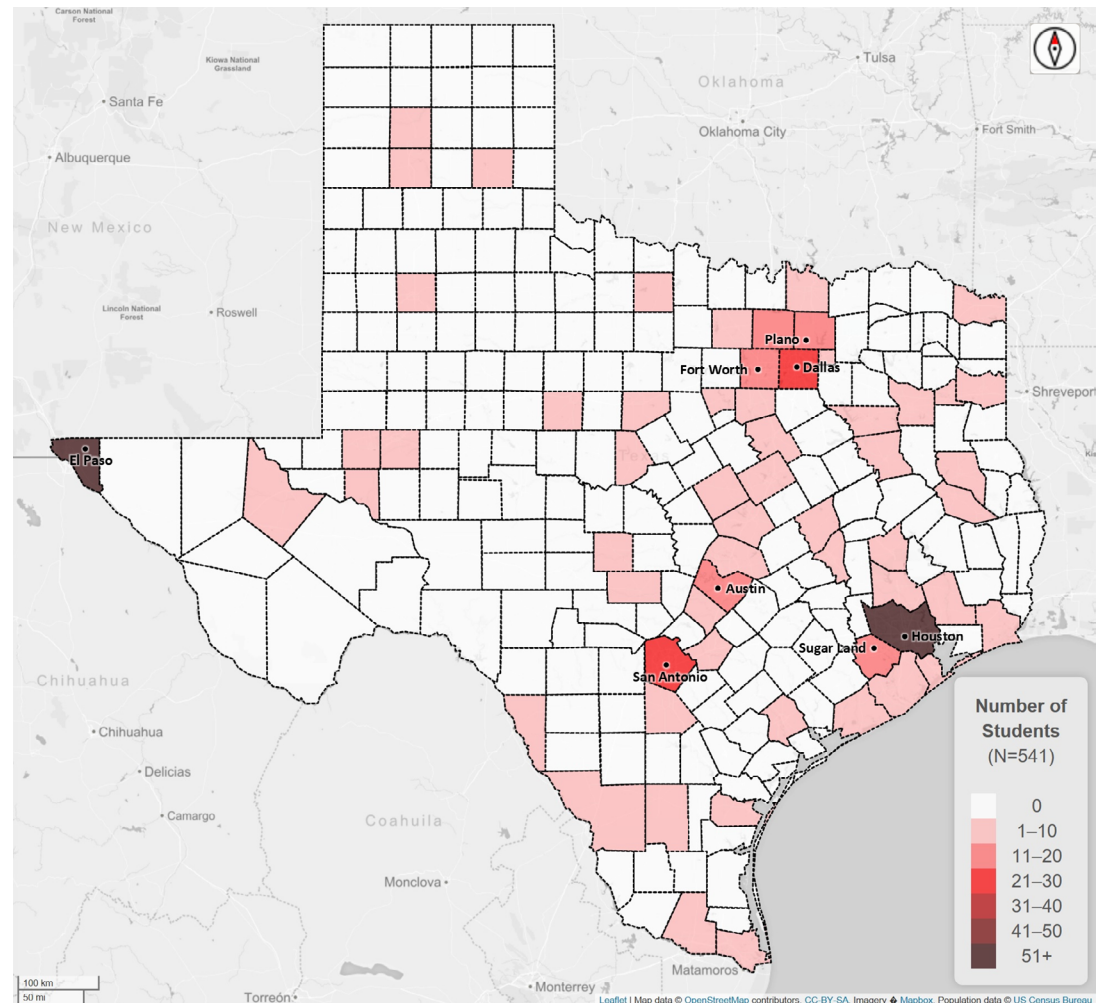 Carson National
Forest
Kiowa National
Grassland
Tulsa
Oklahoma
Santa Fe
Oklahoma City
Fort Smith
Albuquerque
New Mexico
Lincoln National
Forest
Roswell
Plano
Fort Worth
Dallas
Shreveport
El Paso
Texas
Austin
Houston
Sugar Land
San Antonio
Chihuahua
Chihuahua
Delicias
Camargo
Coahuila
Monclova
Matamoros
Monterrey
Torreón
Number of
Students
(N=541)
0
1–10
11–20
21–30
31–40
41–50
51+
100 km
50 mi
Leaflet | Map data © OpenStreetMap contributors, CC-BY-SA, Imagery � Mapbox, Population data © US Census Bureau